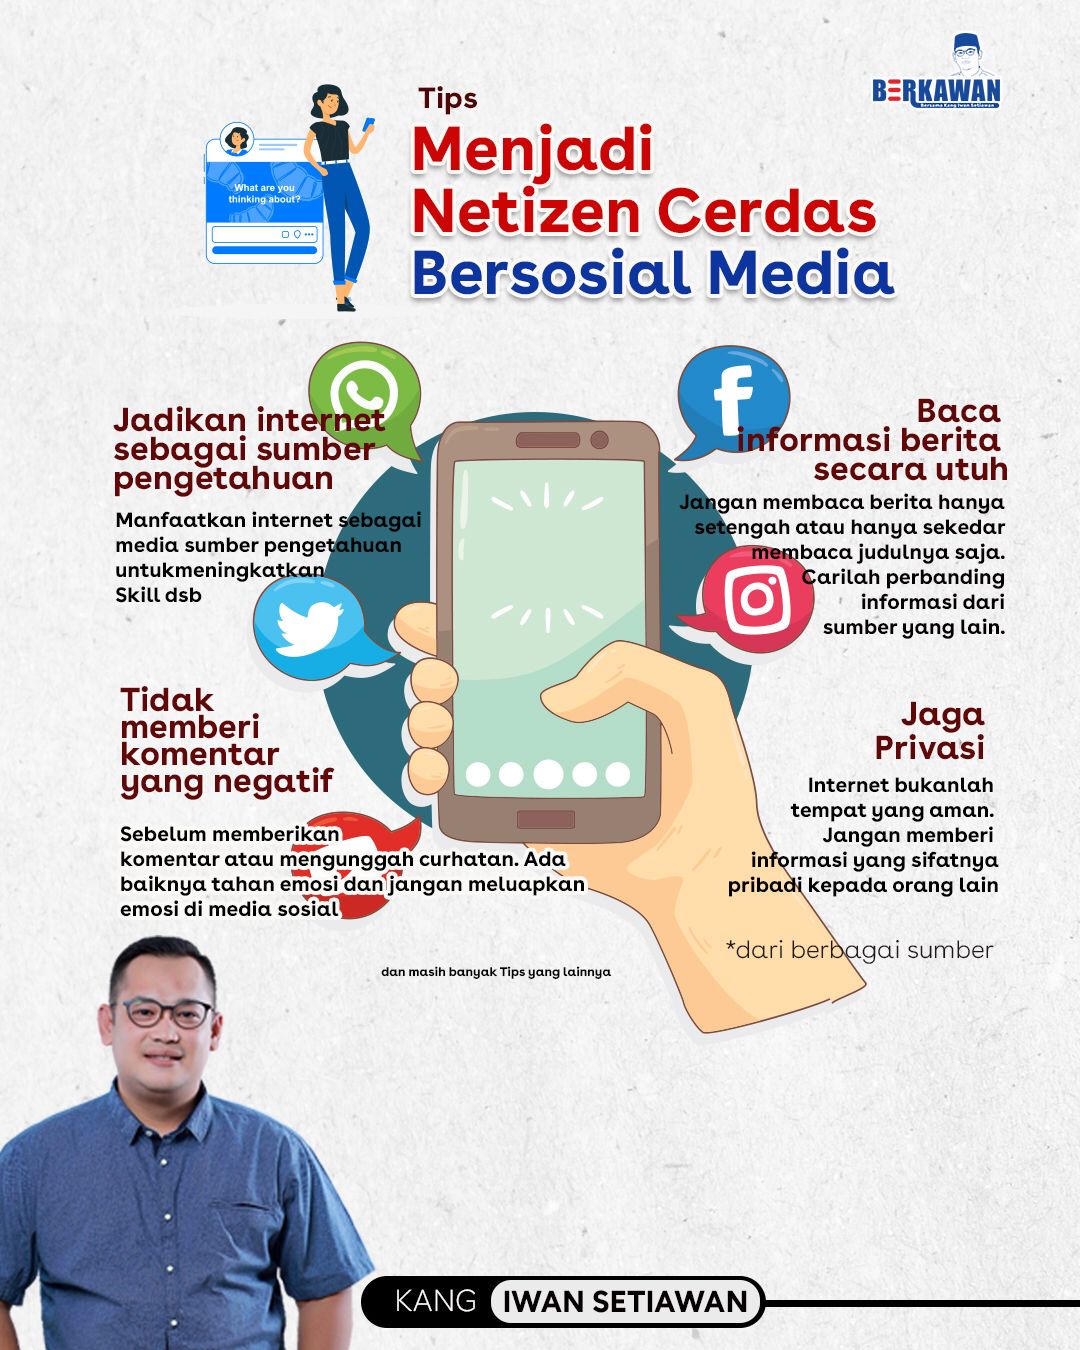 BERKAWAN
Bersama Kang Iwan Setiawan
Tips
Menjadi
Netizen Cerdas
Bersosial Media
What are you
thinking about?
Jadikan internet
sebagai sumber
pengetahuan
Manfaatkan internet sebagai
media sumber pengetahuan
untukmeningkatkan
Skill dsb
Baca
informasi berita
secara utuh
Jangan membaca berita hanya
setengah atau hanya sekedar
membaca judulnya saja.
Carilah perbanding
informasi dari
sumber yang lain.
Tidak
memberi
komentar
yang negatif
Sebelum memberikan
komentar atau mengunggah curhatan. Ada
baiknya tahan emosi dan jangan meluapkan
emosi di media sosial
Jaga
Privasi
Internet bukanlah
tempat yang aman.
Jangan memberi
informasi yang sifatnya
pribadi kepada orang lain
*dari berbagai sumber
dan masih banyak Tips yang lainnya
KANG IWAN SETIAWAN